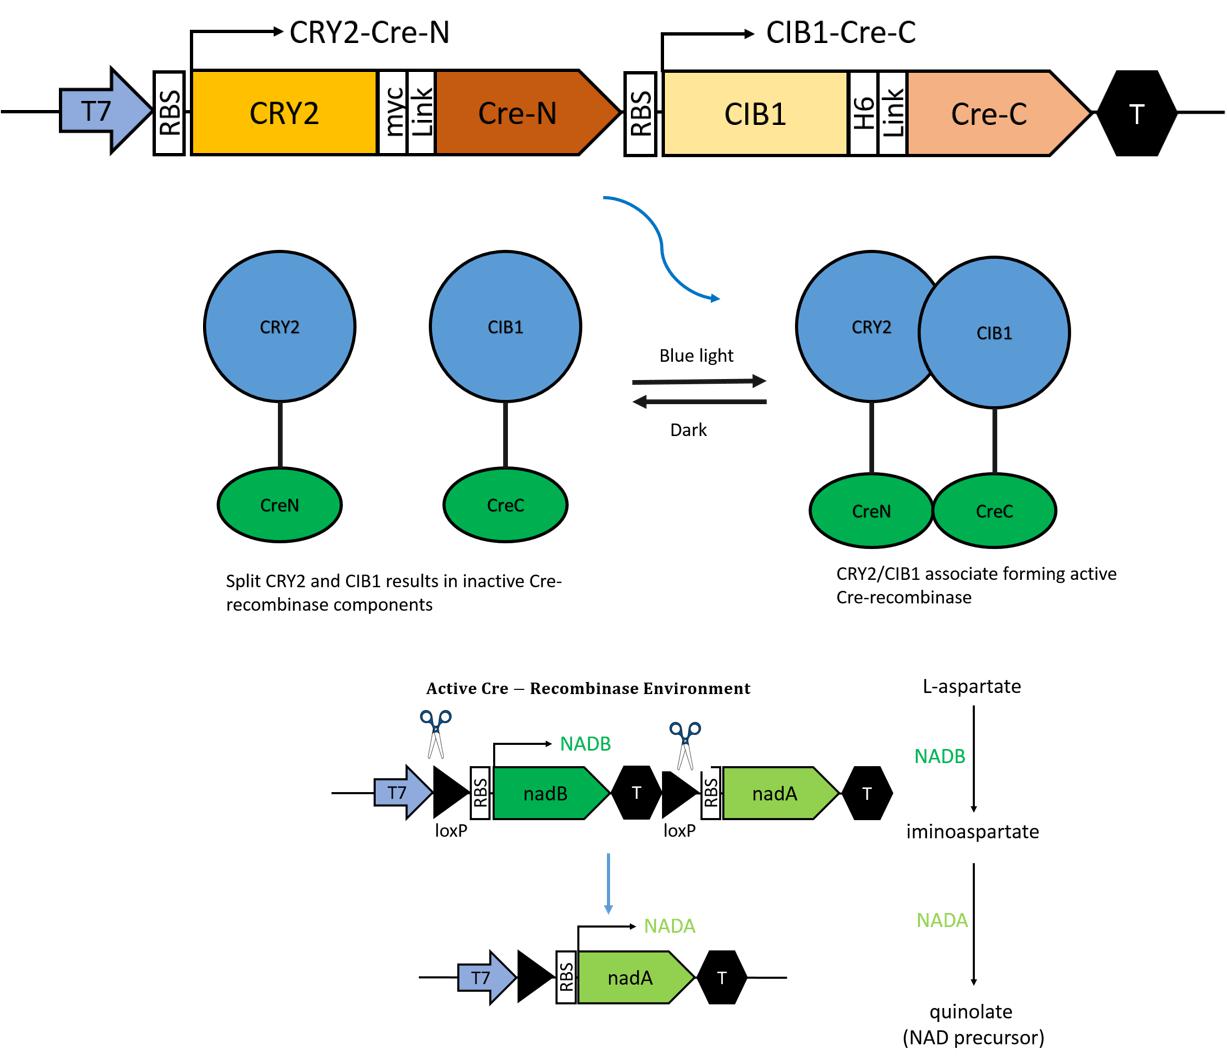 CRY2-Cre-N
CIB1-Cre-C
T7
RBS
CRY2
myc
Link
Cre-N
RBS
CIB1
H6
Link
Cre-C
T
CRY2
CIB1
CRY2
CIB1
Blue light
Dark
CreN
CreC
CreN
CreC
Split CRY2 and CIB1 results in inactive Cre-
recombinase components
CRY2/CIB1 associate forming active
Cre-recombinase
Active Cre – Recombinase Environment
NADB
T7
RBS
nadB
T
RBS
nadA
T
loxP
loxP
NADA
T7
RBS
nadA
T
L-aspartate
NADB
iminoaspartate
NADA
quinolate
(NAD precursor)